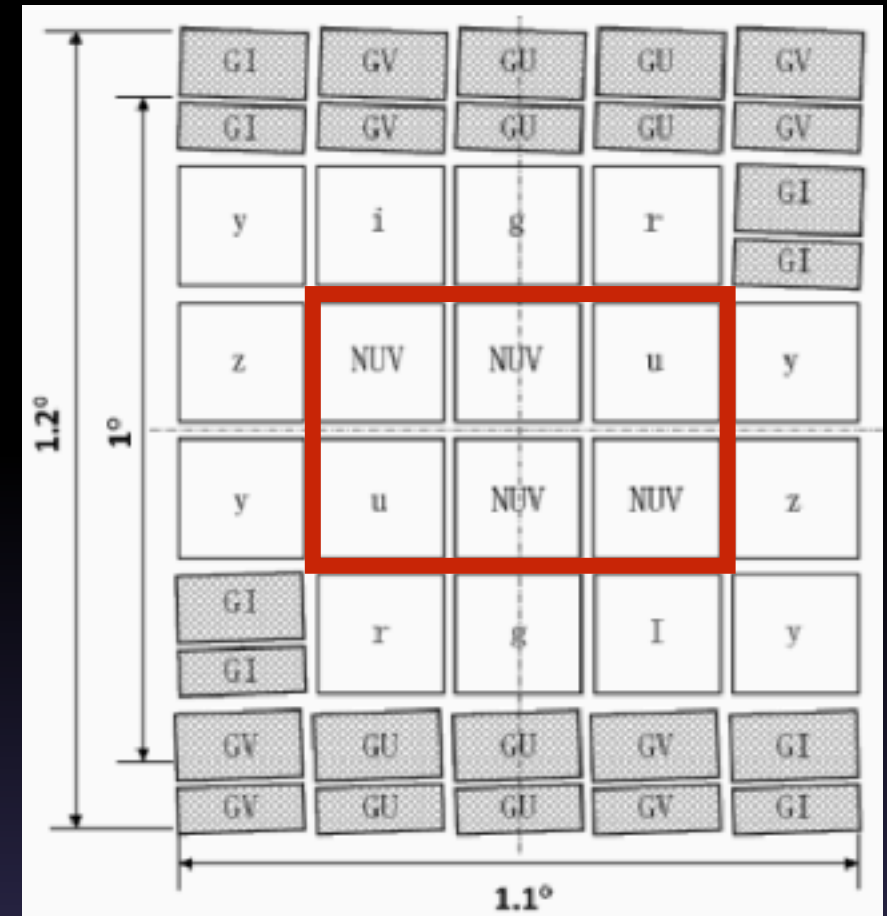 GI GV GU GU GV
GI GV GU GU GV
y i g r GI
GI
z NUV NUV u y
1.2° 1°
y u NUV NUV z
GI r g I y
GI
GV GU GU GV GI
GV GU GU GV GI
1.1°